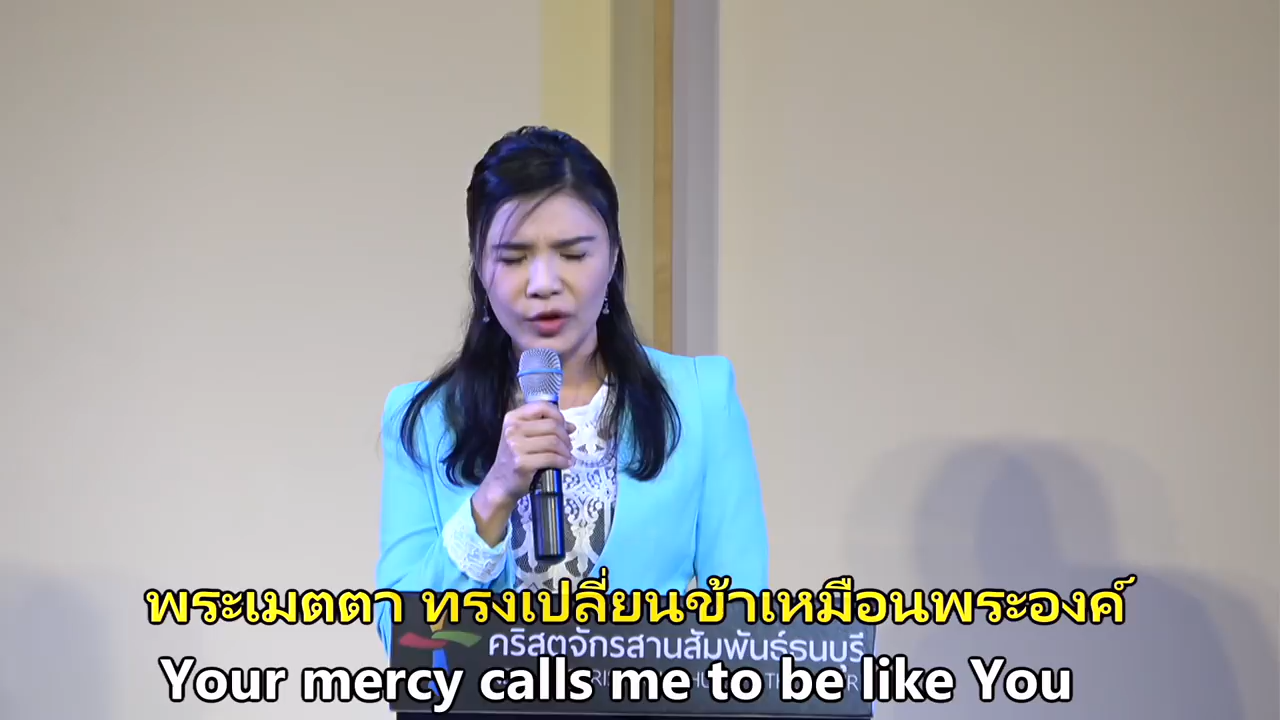 พระเมตตา ทรงเปลี่ยนข้าเหมือนพระองค์
คริสตจักรสานสัมพันธ์ธนบุรี
Your mercy calls me to be like You